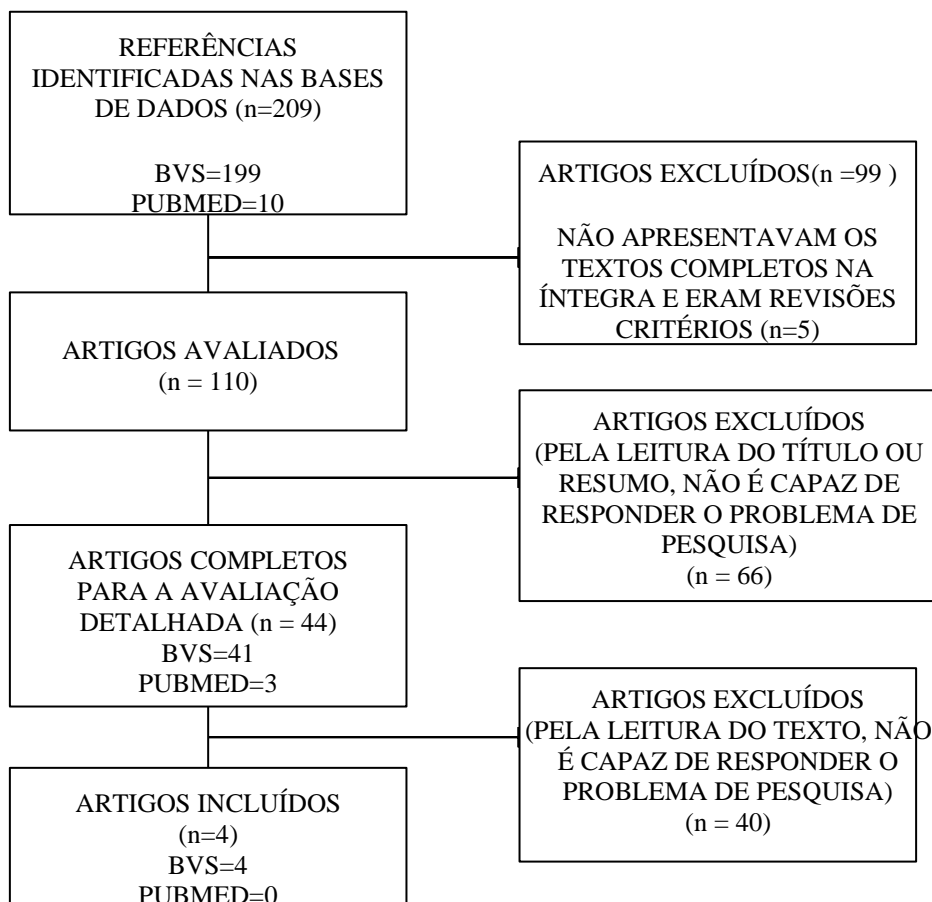 REFERÊNCIAS
IDENTIFICADAS NAS BASES
DE DADOS (n=209)
BVS=199
PUBMED=10
ARTIGOS EXCLUÍDOS(n =99 )
NÃO APRESENTAVAM OS
TEXTOS COMPLETOS NA
ÍNTEGRA E ERAM REVISÕES
CRITÉRIOS (n=5)
ARTIGOS AVALIADOS
(n = 110)
ARTIGOS EXCLUÍDOS
(PELA LEITURA DO TÍTULO OU
RESUMO, NÃO É CAPAZ DE
RESPONDER O PROBLEMA DE
PESQUISA)
(n = 66)
ARTIGOS COMPLETOS
PARA A AVALIAÇÃO
DETALHADA (n = 44)
BVS=41
PUBMED=3
ARTIGOS EXCLUÍDOS
(PELA LEITURA DO TEXTO, NÃO
É CAPAZ DE RESPONDER O
PROBLEMA DE PESQUISA)
(n = 40)
ARTIGOS INCLUÍDOS
(n=4)
BVS=4
PUBMED=0